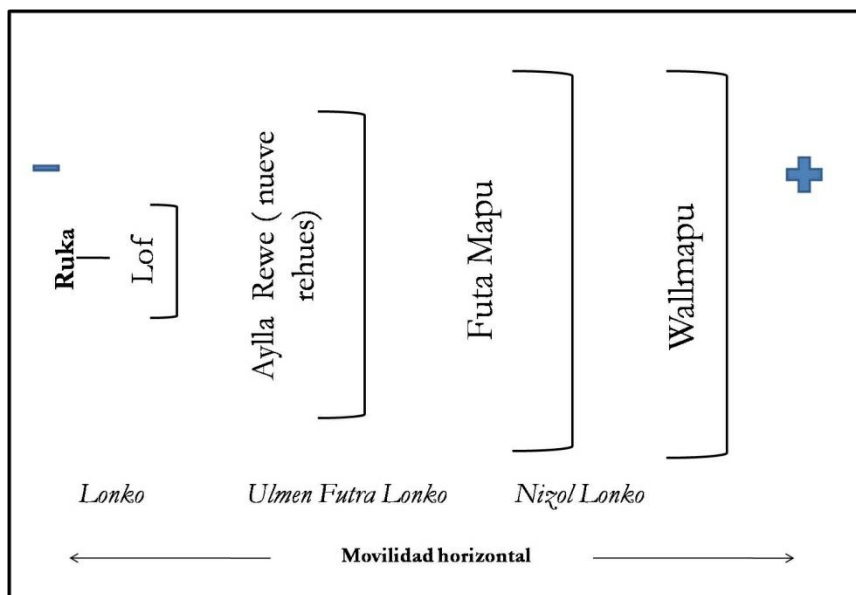 Ruka
Lof
Aylla Rewe ( nueve
rehues)
Futa Mapu
Wallmapu
Lonko
Ulmen Futra Lonko
Nizol Lonko
Movilidad horizontal